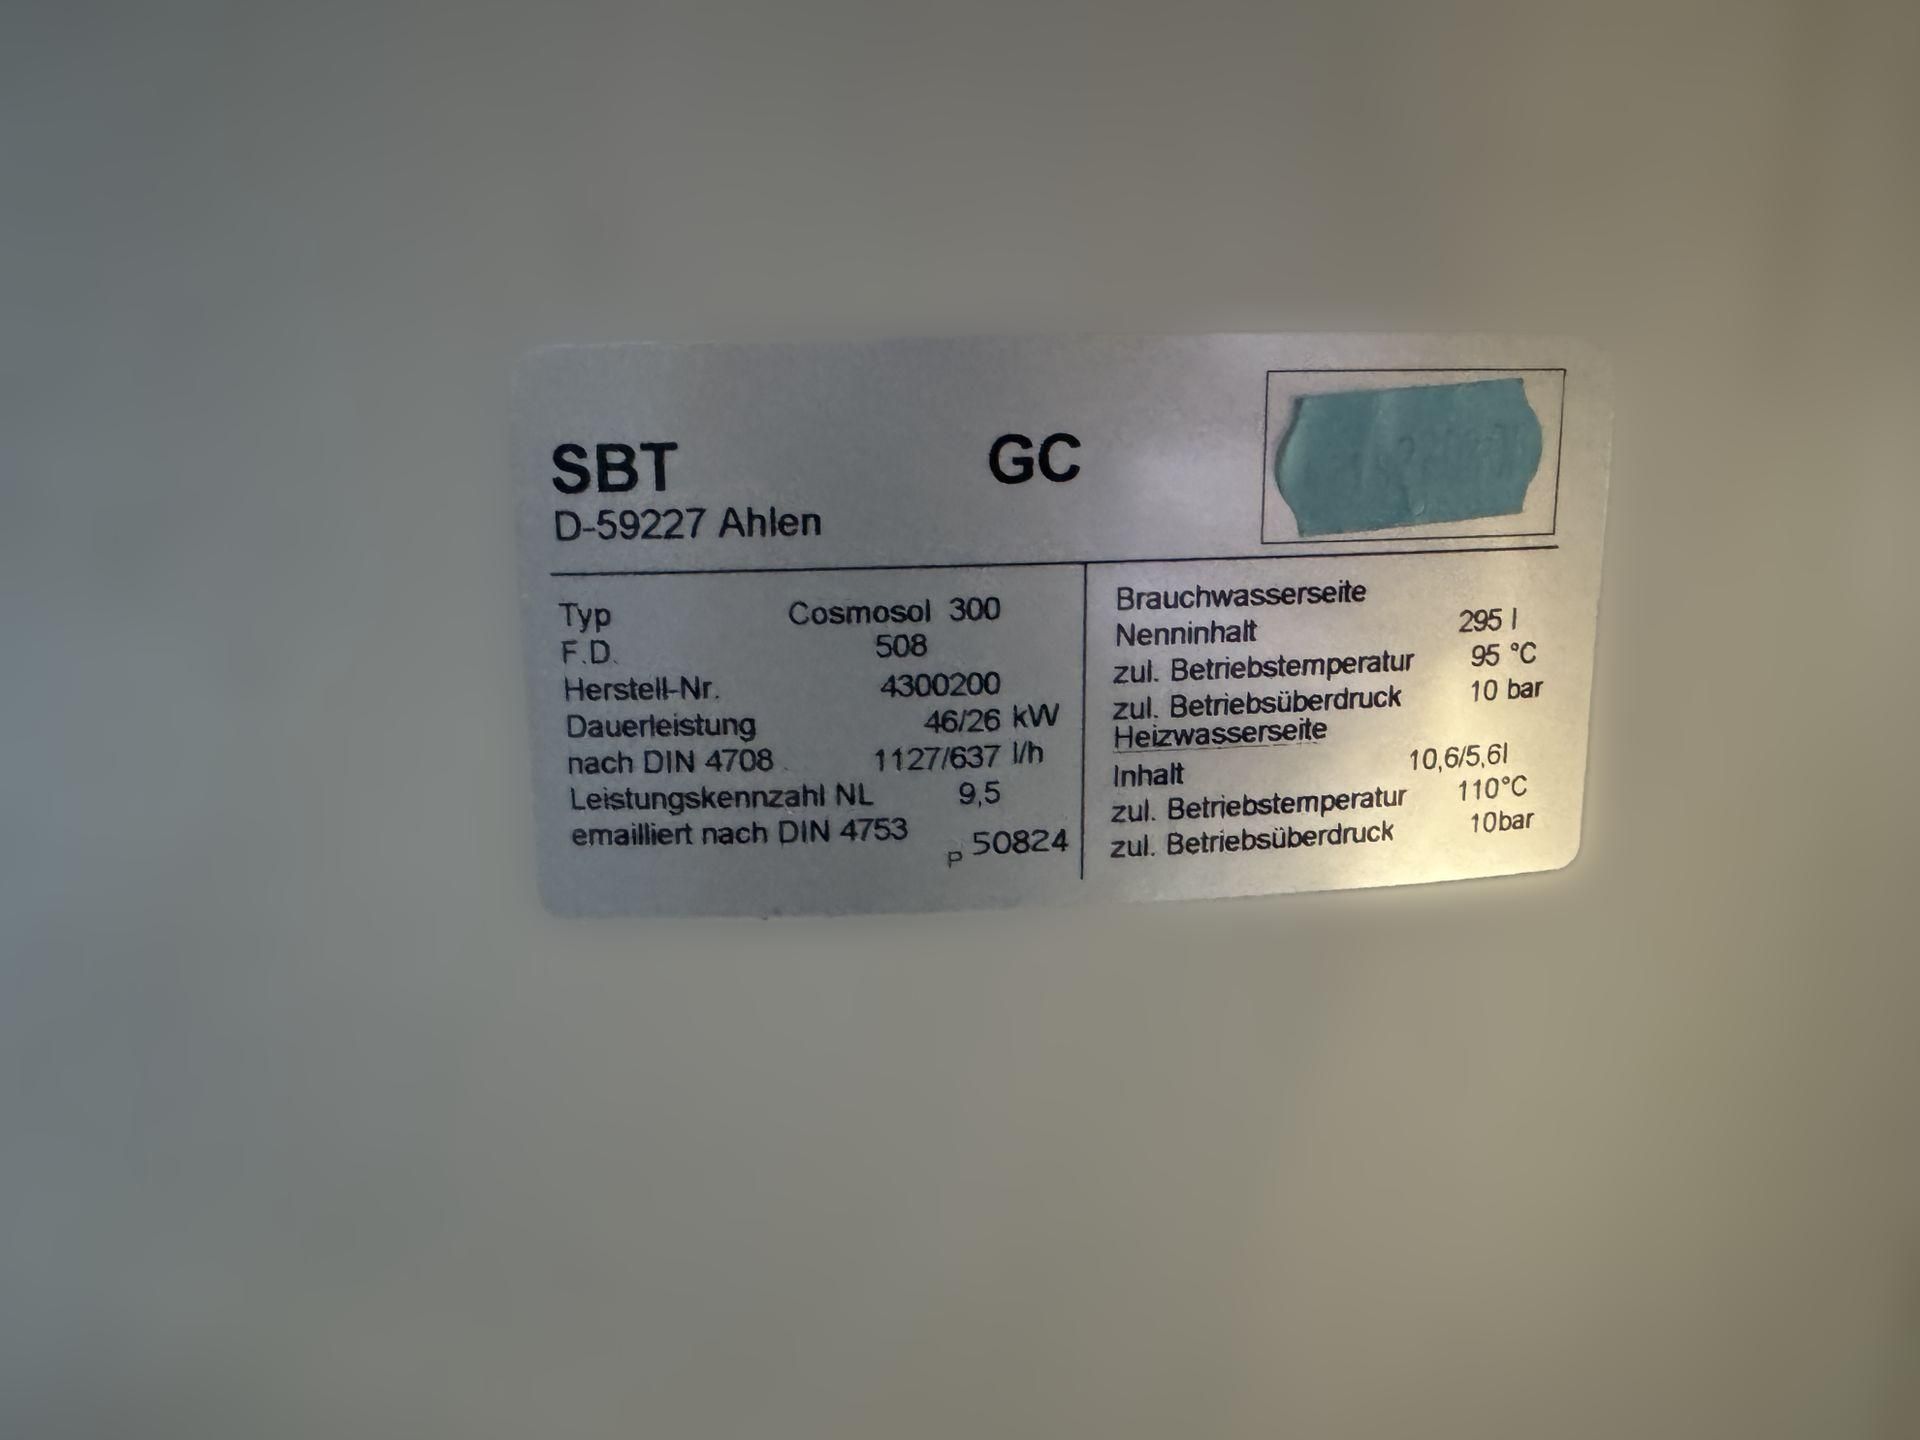 SBT GC
D-59227 Ahlen
Typ Cosmosol 300
F.D. 508
Herstell-Nr. 4300200
Dauerleistung 46/26 kW
nach DIN 4708 1127/637 l/h
Leistungskennzahl NL 9,5
emailliert nach DIN 4753
P 50824
Brauchwasserseite
Nenninhalt 295 l
zul. Betriebstemperatur 95 °C
zul. Betriebsüberdruck 10 bar
Heizwasserseite
Inhalt 10,6/5,6l
zul. Betriebstemperatur 110°C
zul. Betriebsüberdruck 10bar